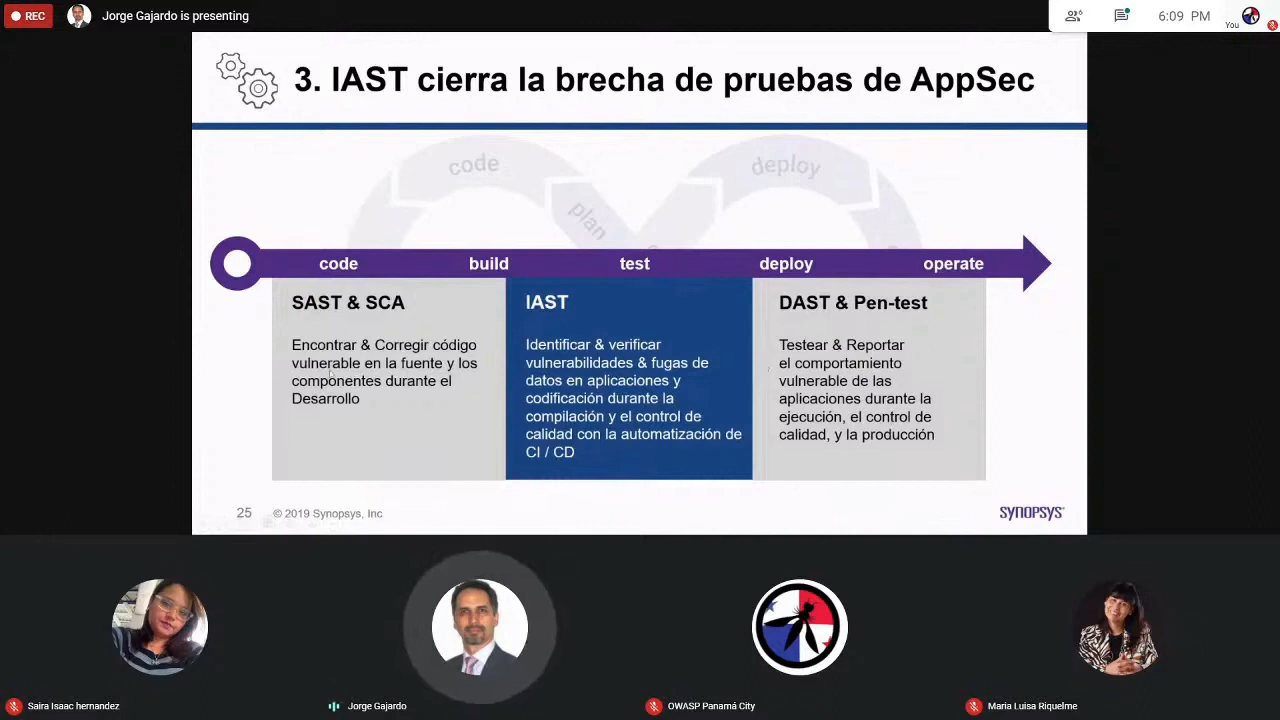 REC
Jorge Gajardo is presenting
6
6:09 PM
You
3. IAST cierra la brecha de pruebas de AppSec
code
deploy
plan
code
build
test
deploy
operate
SAST & SCA
Encontrar & Corregir código
vulnerable en la fuente y los
componentes durante el
Desarrollo
IAST
Identificar & verificar
vulnerabilidades & fugas de
datos en aplicaciones y
codificación durante la
compilación y el control de
calidad con la automatización de
CI / CD
DAST & Pen-test
Testear & Reportar
el comportamiento
vulnerable de las
aplicaciones durante la
ejecución, el control de
calidad, y la producción
25
© 2019 Synopsys, Inc
SYNOPSYS
Saira Isaac hernandez
Jorge Gajardo
OWASP Panamá City
Maria Luisa Riquelme